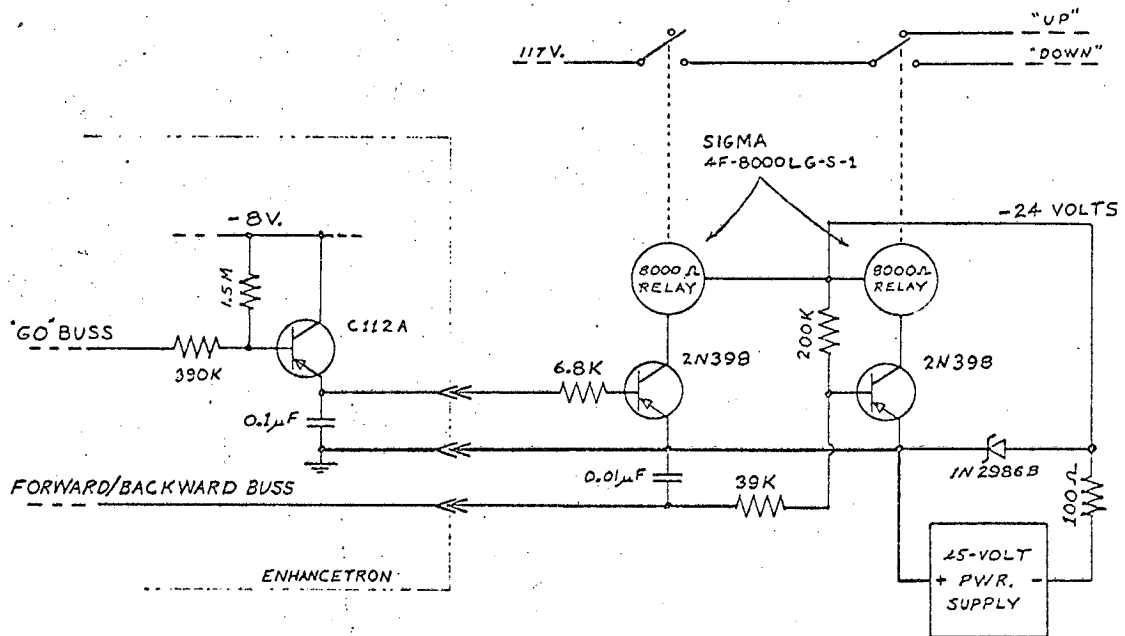 "UP"
117V.
"DOWN"
SIGMA
4F-8000LG-S-1
-8V.
-24 VOLTS
8000Ω
RELAY
8000Ω
RELAY
1.5M
"GO" BUSS
C112A
390K
200K
6.8K
2N398
2N398
0.1μF
1N2986B
FORWARD/BACKWARD BUSS
0.01μF
39K
100Ω
45-VOLT
+ PWR. -
SUPPLY
ENHANCETRON